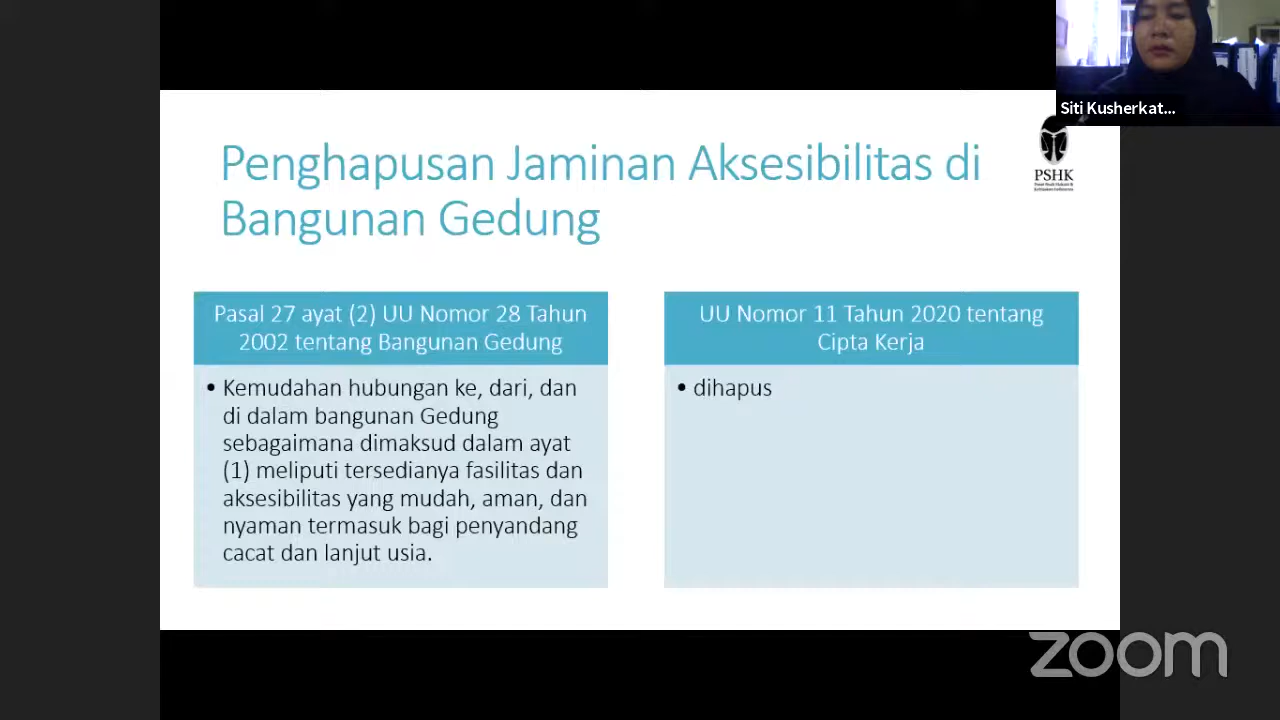 Siti Kusherkat...
Penghapusan Jaminan Aksesibilitas di
Bangunan Gedung
PSHK
Pasal 27 ayat (2) UU Nomor 28 Tahun
2002 tentang Bangunan Gedung
• Kemudahan hubungan ke, dari, dan
di dalam bangunan Gedung
sebagaimana dimaksud dalam ayat
(1) meliputi tersedianya fasilitas dan
aksesibilitas yang mudah, aman, dan
nyaman termasuk bagi penyandang
cacat dan lanjut usia.
UU Nomor 11 Tahun 2020 tentang
Cipta Kerja
• dihapus
zoom